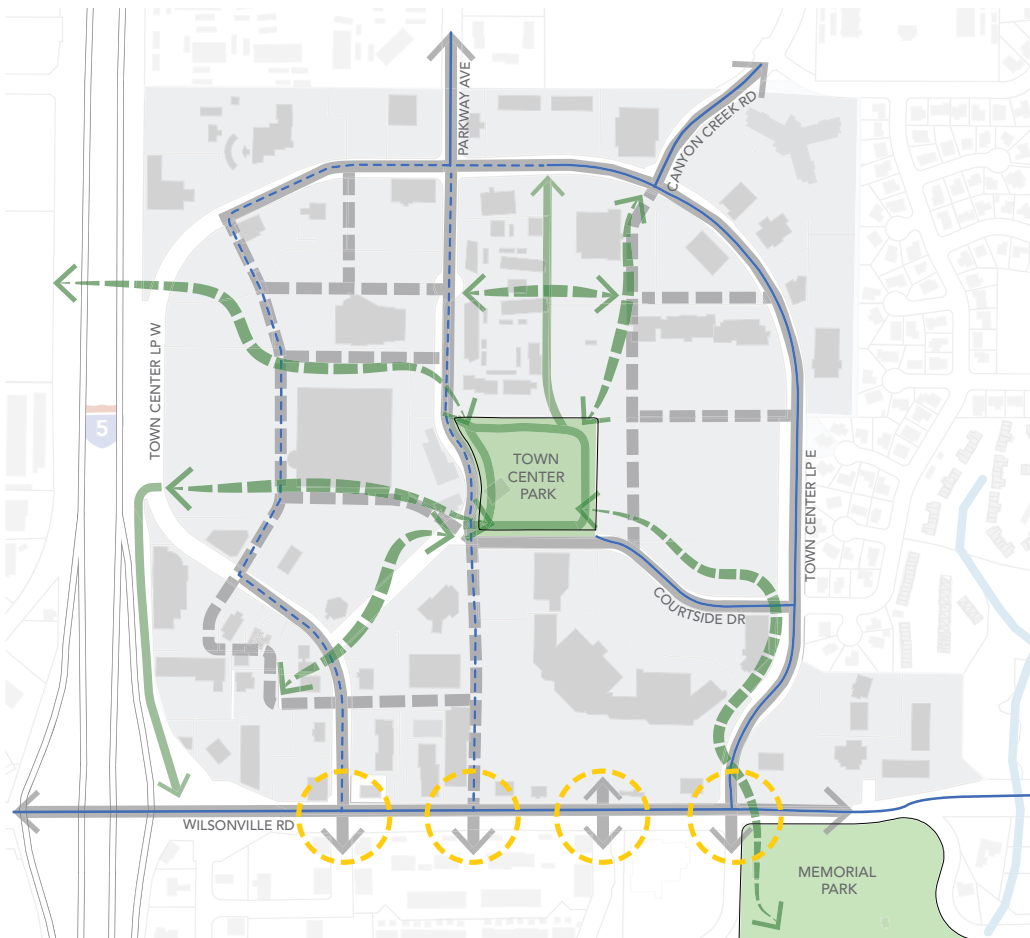 PARKWAY AVE
CANYON CREEK RD
TOWN CENTER LP W
5
TOWN
CENTER
PARK
TOWN CENTER LP E
COURTSIDE DR
WILSONVILLE RD
MEMORIAL
PARK